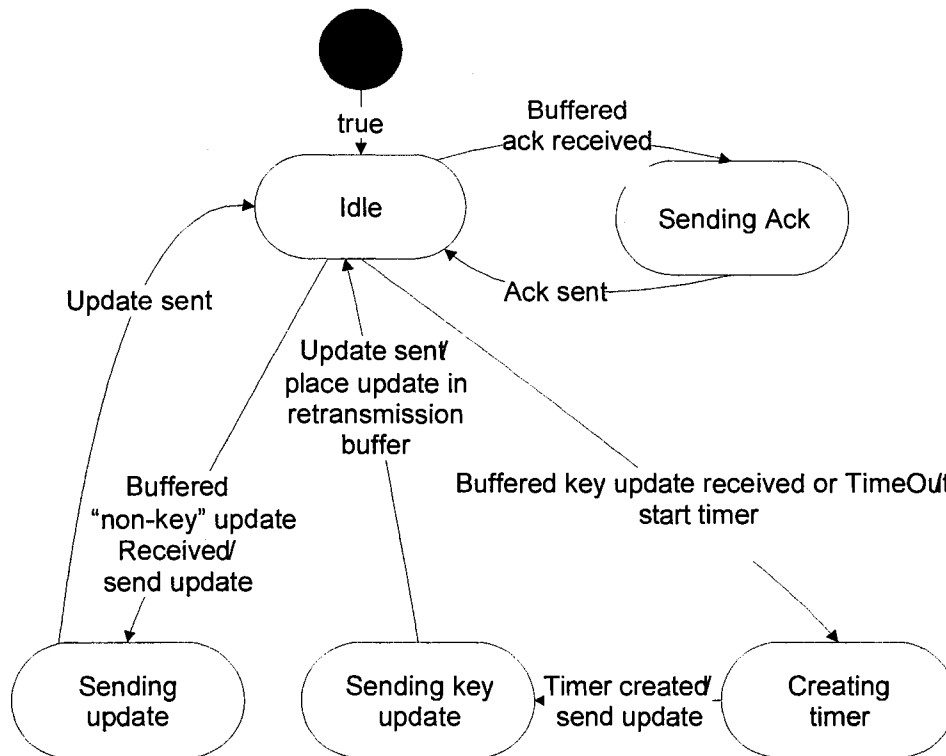 true
Buffered
ack received
Idle
Sending Ack
Ack sent
Update sent
Update sent/
place update in
retransmission
buffer
Buffered
“non-key” update
Received/
send update
Buffered key update received or TimeOut/
start timer
Sending
update
Sending key
update
Timer created/
send update
Creating
timer